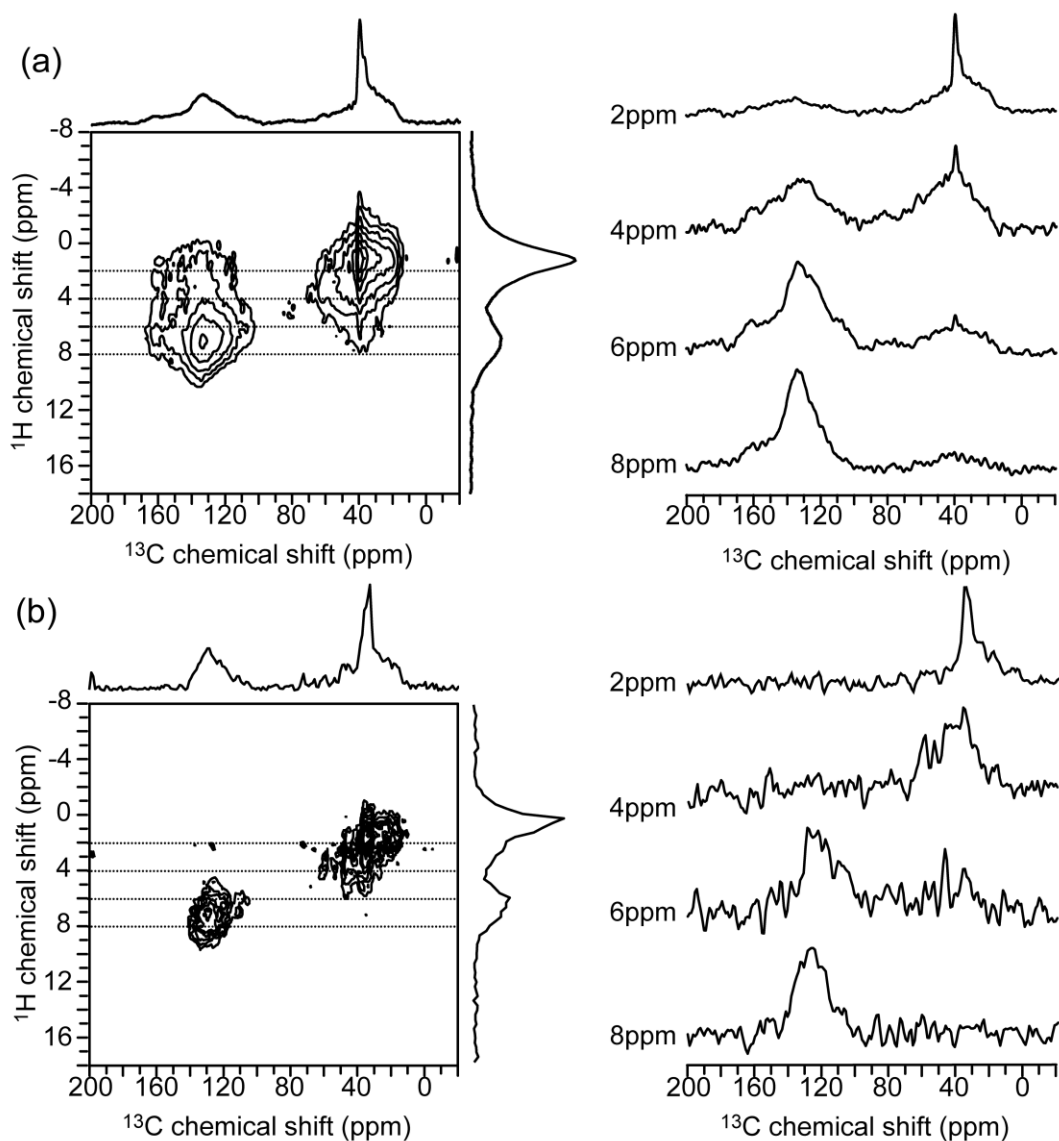 (a)
-8
-4
0
4
8
12
16
¹H chemical shift (ppm)
200 160 120 80 40 0
¹³C chemical shift (ppm)
2ppm
4ppm
6ppm
8ppm
200 160 120 80 40 0
¹³C chemical shift (ppm)
(b)
-8
-4
0
4
8
12
16
¹H chemical shift (ppm)
200 160 120 80 40 0
¹³C chemical shift (ppm)
2ppm
4ppm
6ppm
8ppm
200 160 120 80 40 0
¹³C chemical shift (ppm)